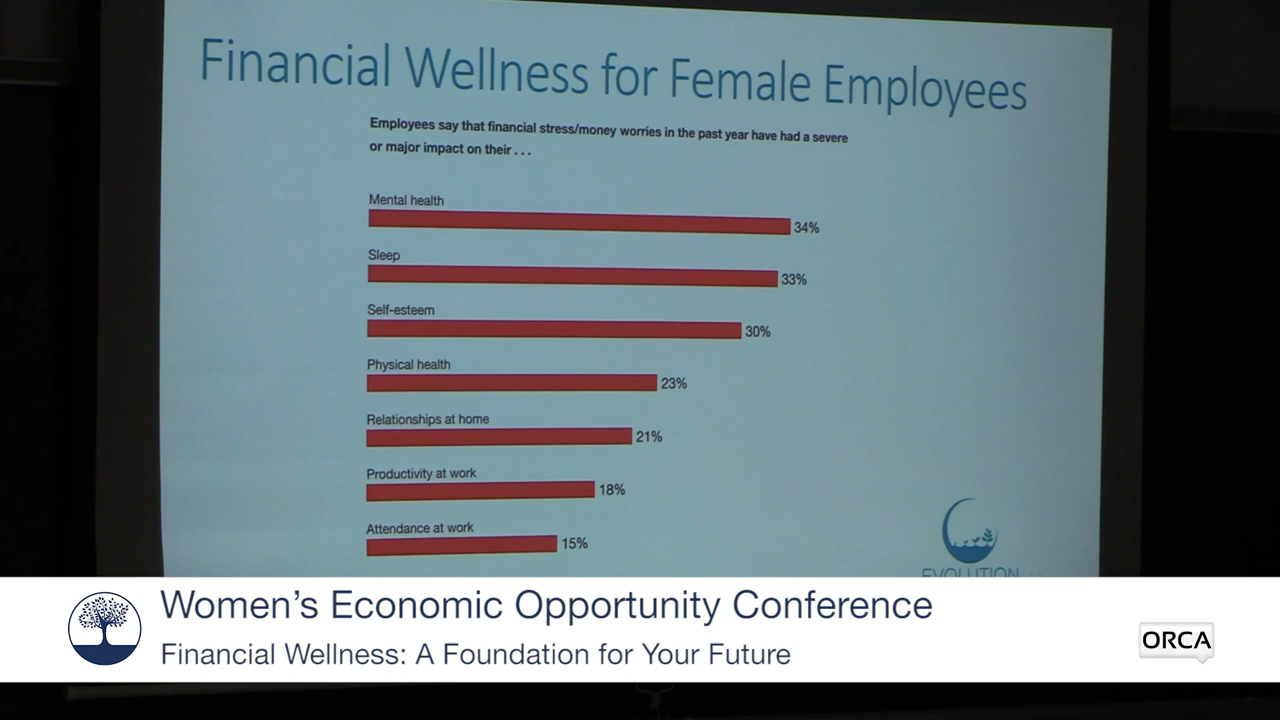 Financial Wellness for Female Employees
Employees say that financial stress/money worries in the past year have had a severe
or major impact on their . . .
Mental health
34%
Sleep
33%
Self-esteem
30%
Physical health
23%
Relationships at home
21%
Productivity at work
18%
Attendance at work
15%
EVOLUTION
Women's Economic Opportunity Conference
Financial Wellness: A Foundation for Your Future
ORCA